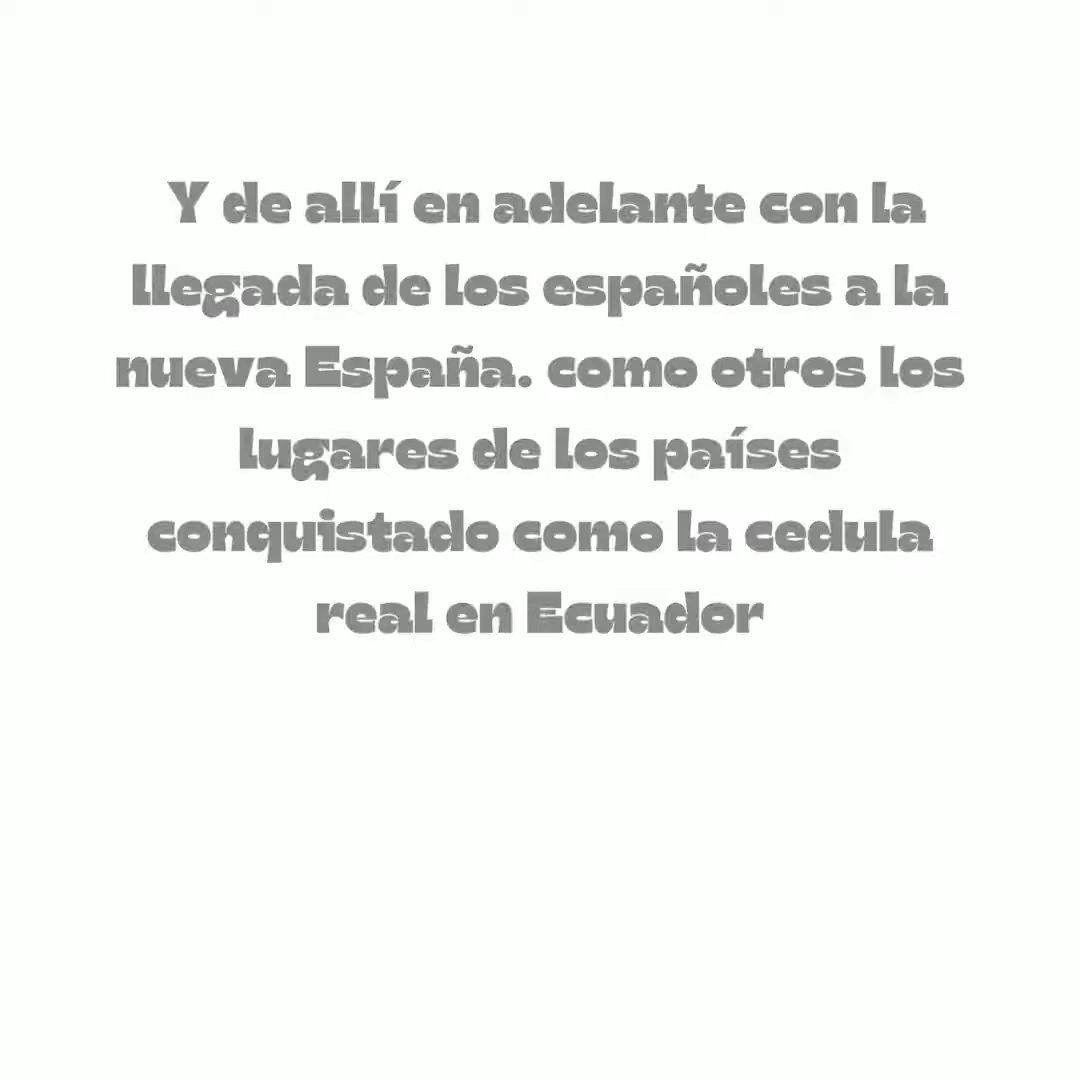 Y de allí en adelante con la
llegada de los españoles a la
nueva España. como otros los
lugares de los países
conquistado como la cedula
real en Ecuador